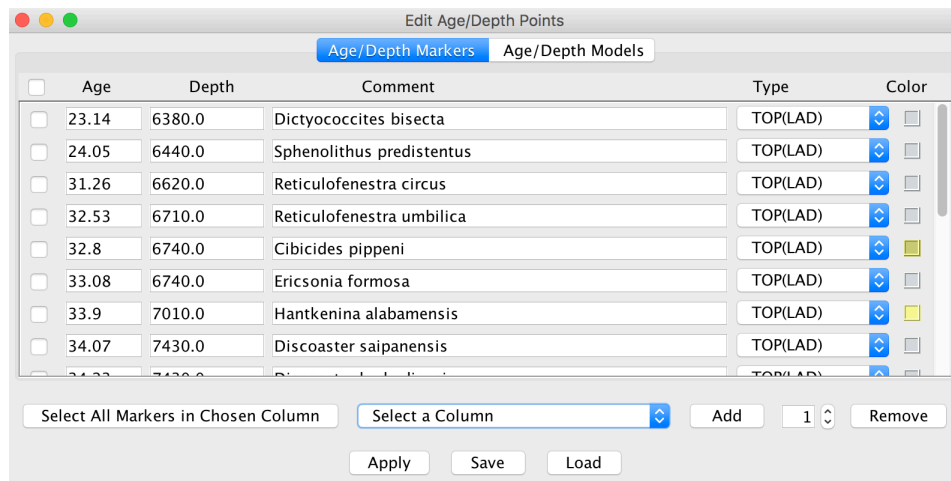 Edit Age/Depth Points
Age/Depth Markers Age/Depth Models
Age Depth Comment Type Color
23.14 6380.0 Dictyococcites bisecta TOP(LAD)
24.05 6440.0 Sphenolithus predistentus TOP(LAD)
31.26 6620.0 Reticulofenestra circus TOP(LAD)
32.53 6710.0 Reticulofenestra umbilica TOP(LAD)
32.8 6740.0 Cibicides pippeni TOP(LAD)
33.08 6740.0 Ericsonia formosa TOP(LAD)
33.9 7010.0 Hantkenina alabamensis TOP(LAD)
34.07 7430.0 Discoaster saipanensis TOP(LAD)
Select All Markers in Chosen Column Select a Column Add 1 Remove
Apply Save Load